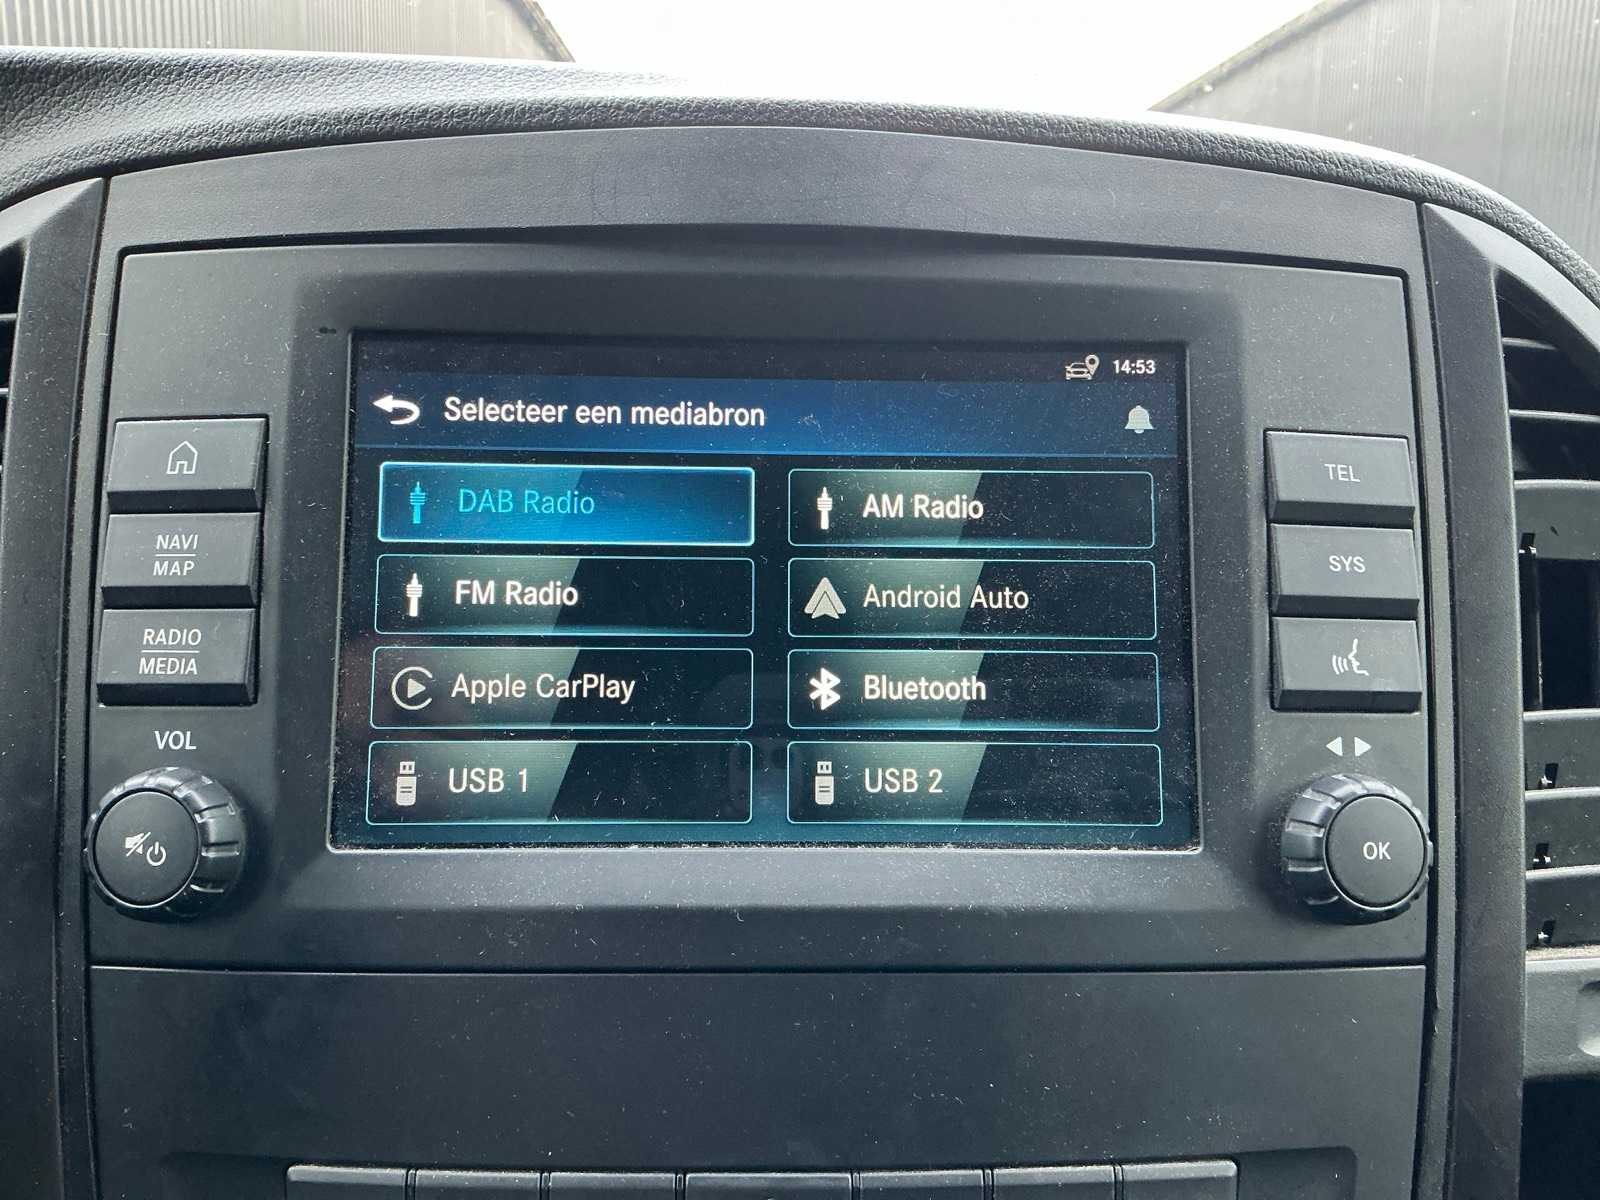 14:53
Selecteer een mediabron
DAB Radio
AM Radio
FM Radio
Android Auto
Apple CarPlay
Bluetooth
USB 1
USB 2
NAVI
MAP
RADIO
MEDIA
VOL
TEL
SYS
OK